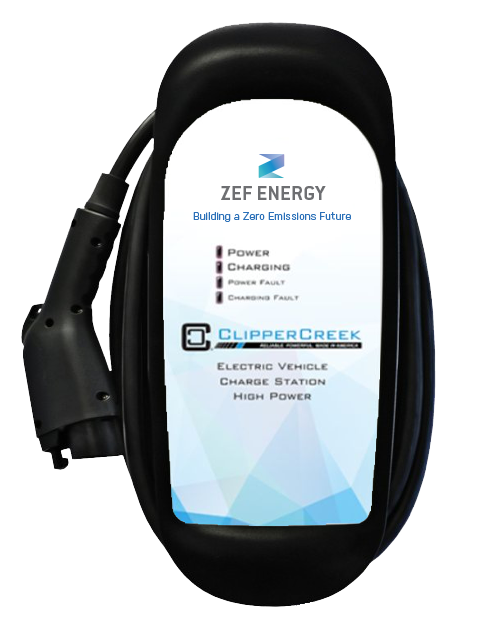 ZEF ENERGY
Building a Zero Emissions Future
POWER
CHARGING
POWER FAULT
CHARGING FAULT
CLIPPERCREEK
RELIABLE POWERFUL MADE IN AMERICA
ELECTRIC VEHICLE
CHARGE STATION
HIGH POWER